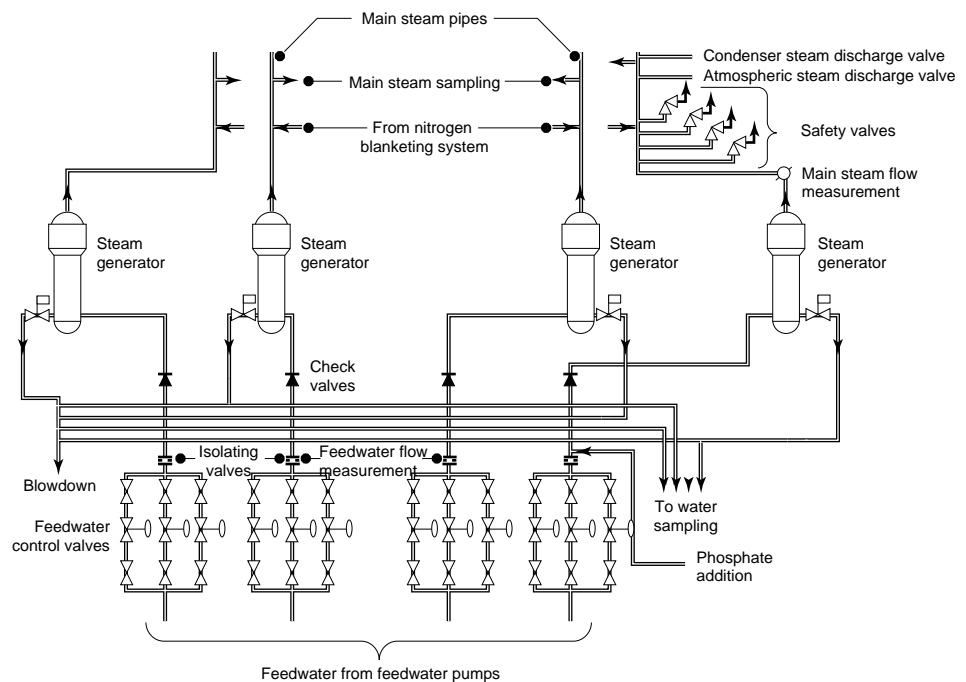 Main steam pipes
Condenser steam discharge valve
Main steam sampling
Atmospheric steam discharge valve
From nitrogen
blanketing system
Safety valves
Main steam flow
measurement
Steam
generator
Steam
generator
Steam
generator
Steam
generator
Check
valves
Isolating
valves
Feedwater flow
measurement
Blowdown
To water
sampling
Feedwater
control valves
Phosphate
addition
Feedwater from feedwater pumps